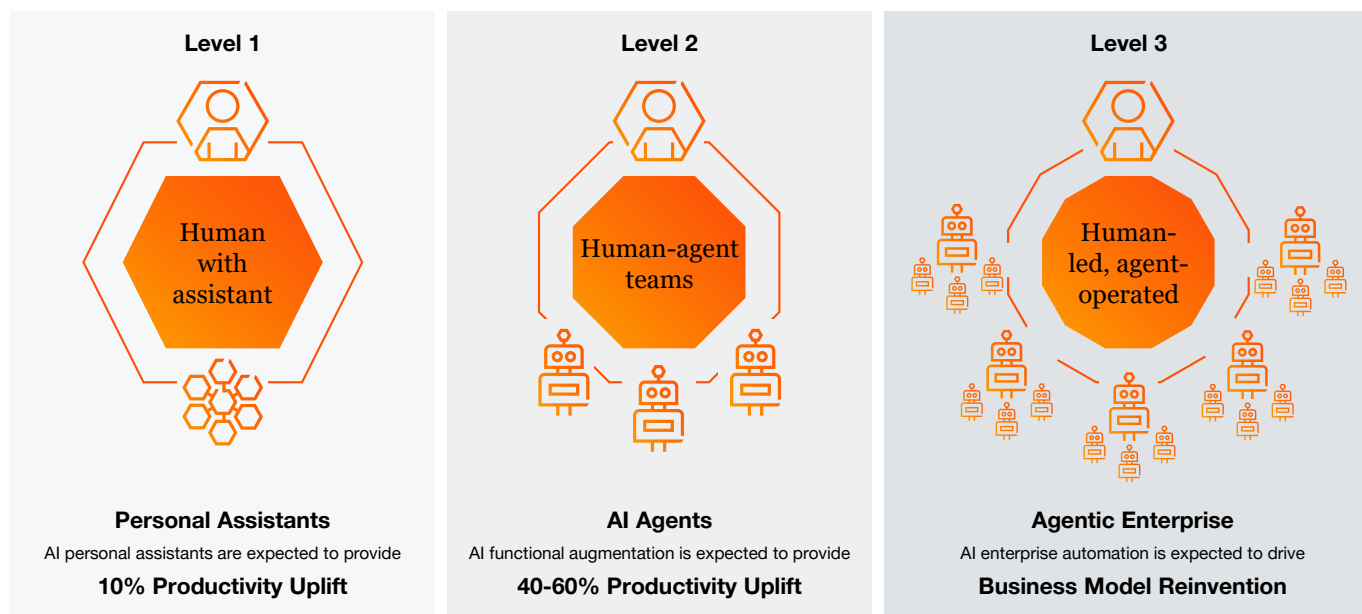 Level 1
Human
with
assistant
Personal Assistants
AI personal assistants are expected to provide
10% Productivity Uplift
Level 2
Human-agent
teams
AI Agents
AI functional augmentation is expected to provide
40-60% Productivity Uplift
Level 3
Human-
led, agent-
operated
Agentic Enterprise
AI enterprise automation is expected to drive
Business Model Reinvention